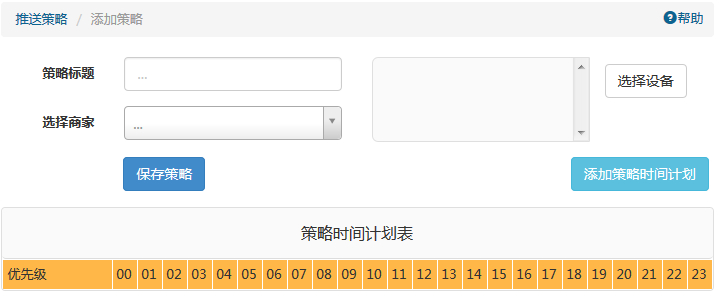 推送策略 / 添加策略 帮助
策略标题 ...
选择设备
选择商家 ...
保存策略 添加策略时间计划
策略时间计划表
优先级 00 01 02 03 04 05 06 07 08 09 10 11 12 13 14 15 16 17 18 19 20 21 22 23